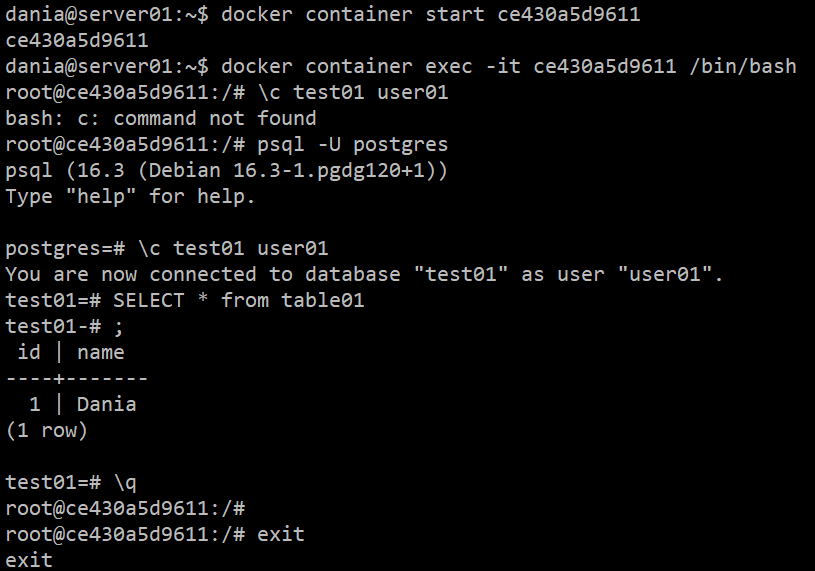 dania@server01:~$ docker container start ce430a5d9611
ce430a5d9611
dania@server01:~$ docker container exec -it ce430a5d9611 /bin/bash
root@ce430a5d9611:/# \c test01 user01
bash: c: command not found
root@ce430a5d9611:/# psql -U postgres
psql (16.3 (Debian 16.3-1.pgdg120+1))
Type "help" for help.

postgres=# \c test01 user01
You are now connected to database "test01" as user "user01".
test01=# SELECT * from table01
test01-# ;
 id | name
----+-------
  1 | Dania
(1 row)

test01=# \q
root@ce430a5d9611:/#
root@ce430a5d9611:/# exit
exit